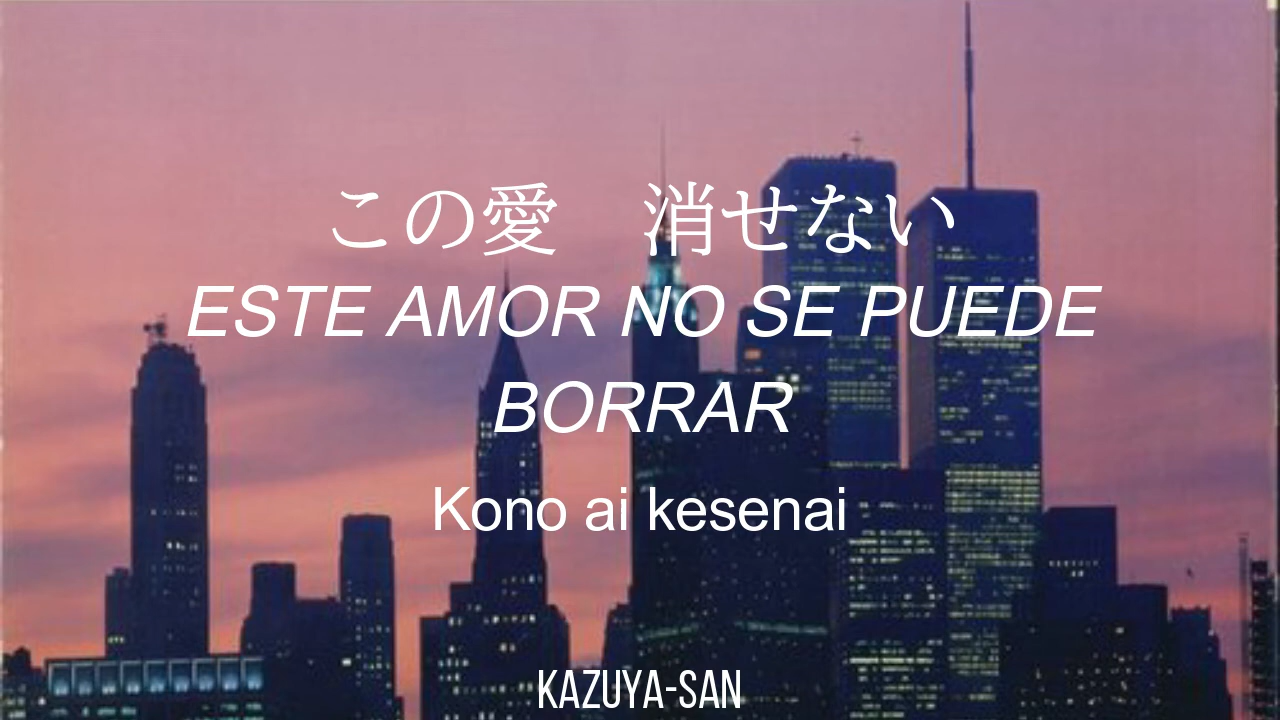 この愛　消せない
ESTE AMOR NO SE PUEDE
BORRAR
Kono ai kesenai
KAZUYA-SAN